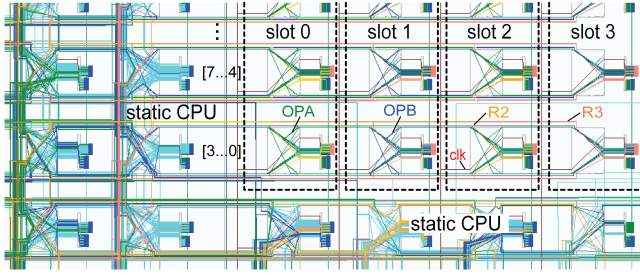 slot 0 slot 1 slot 2 slot 3
[7...4]
static CPU OPA OPB R2 R3
[3...0] clk
static CPU